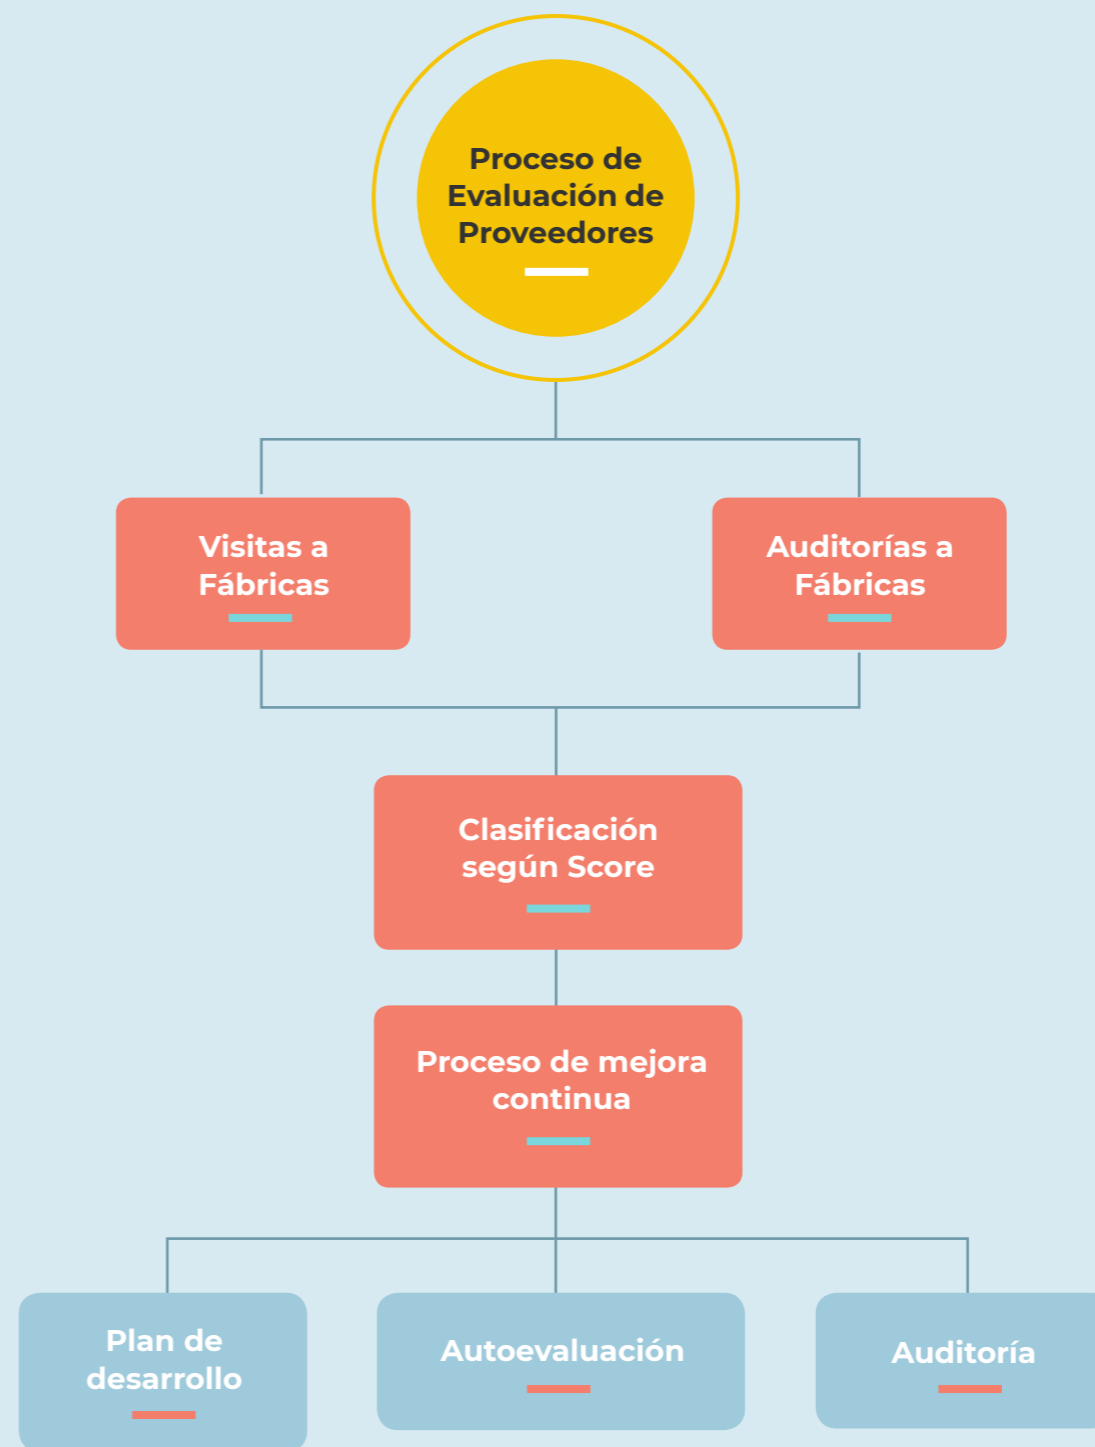 Proceso de
Evaluación de
Proveedores
Visitas a
Fábricas
Auditorías a
Fábricas
Clasificación
según Score
Proceso de mejora
continua
Plan de
desarrollo
Autoevaluación
Auditoría